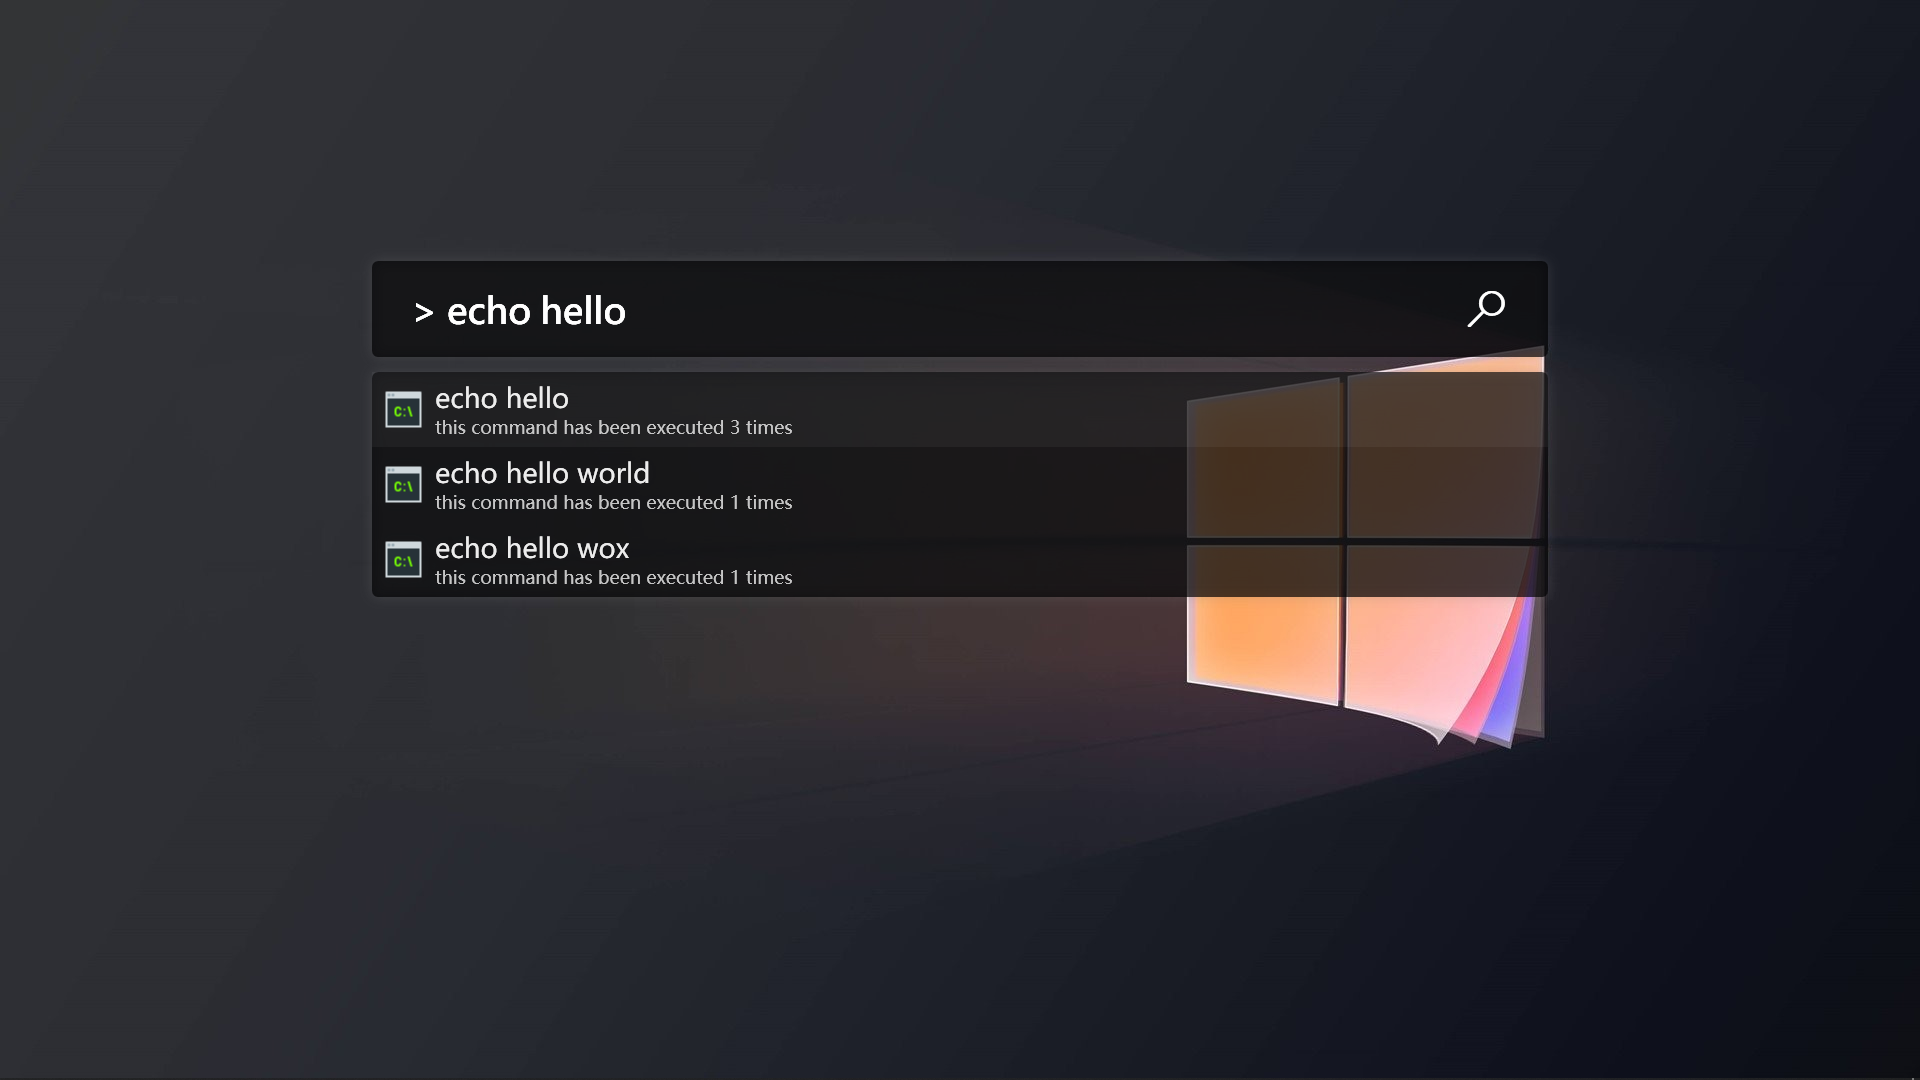 > echo hello
C:\
echo hello
this command has been executed 3 times
C:\
echo hello world
this command has been executed 1 times
C:\
echo hello wox
this command has been executed 1 times